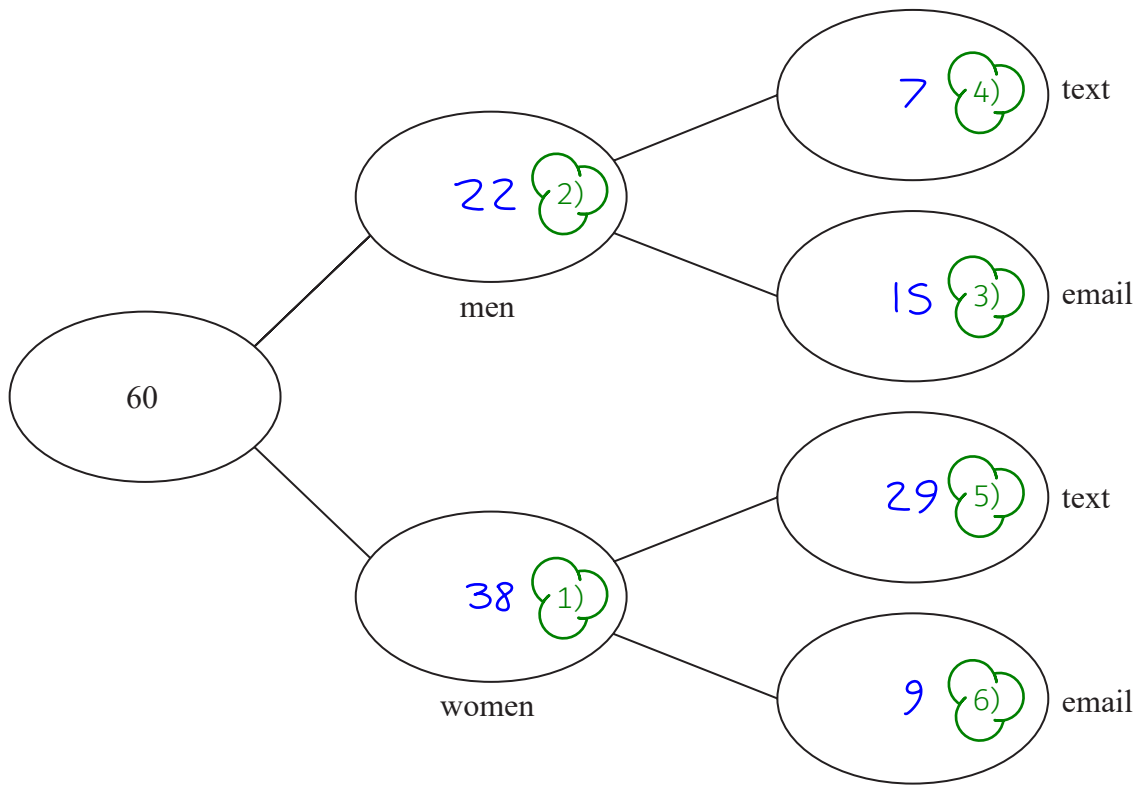 7 4) text
22 2)
15 3) email
men
60
29 5) text
38 1)
women
9 6) email